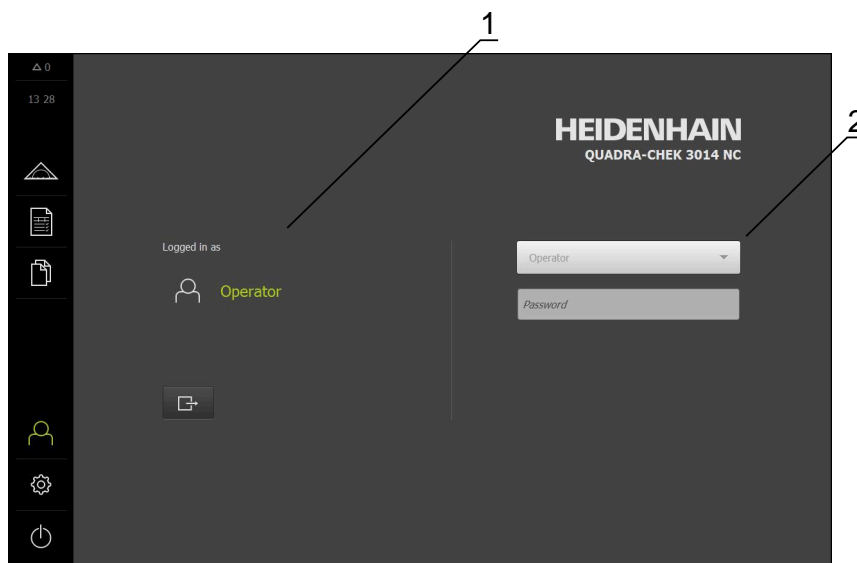 1
△ 0
13 28
HEIDENHAIN
QUADRA-CHEK 3014 NC
2
Logged in as
Operator
Operator
Password